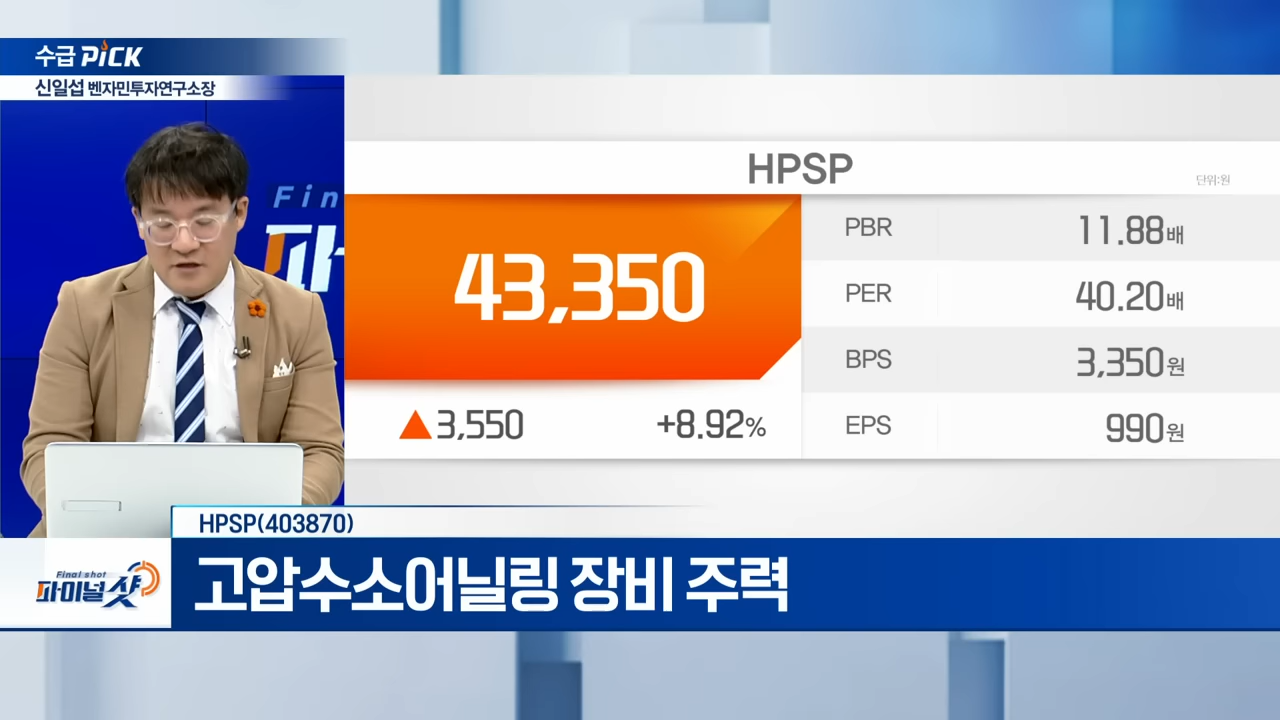 수급 PiCK
신일섭 벤자민투자연구소장
Fin
파
HPSP
단위:원
43,350
▲3,550 +8.92%
PBR 11.88배
PER 40.20배
BPS 3,350원
EPS 990원
HPSP(403870)
Final shot
파이널샷
고압수소어닐링 장비 주력